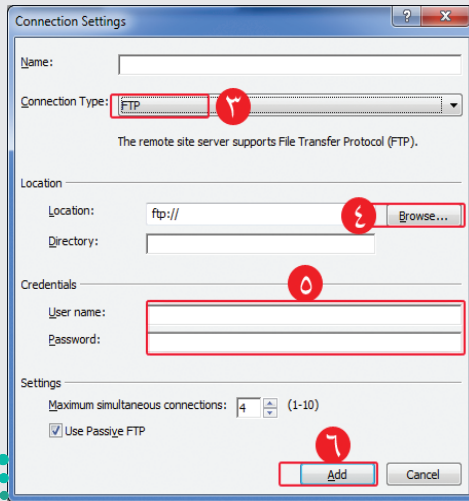 Connection Settings
Name:
Connection Type: FTP ٣
The remote site server supports File Transfer Protocol (FTP).
Location
Location: ftp:// ٤ Browse...
Directory:
Credentials ٥
User name:
Password:
Settings
Maximum simultaneous connections: 4 (1-10)
Use Passive FTP
٦
Add Cancel